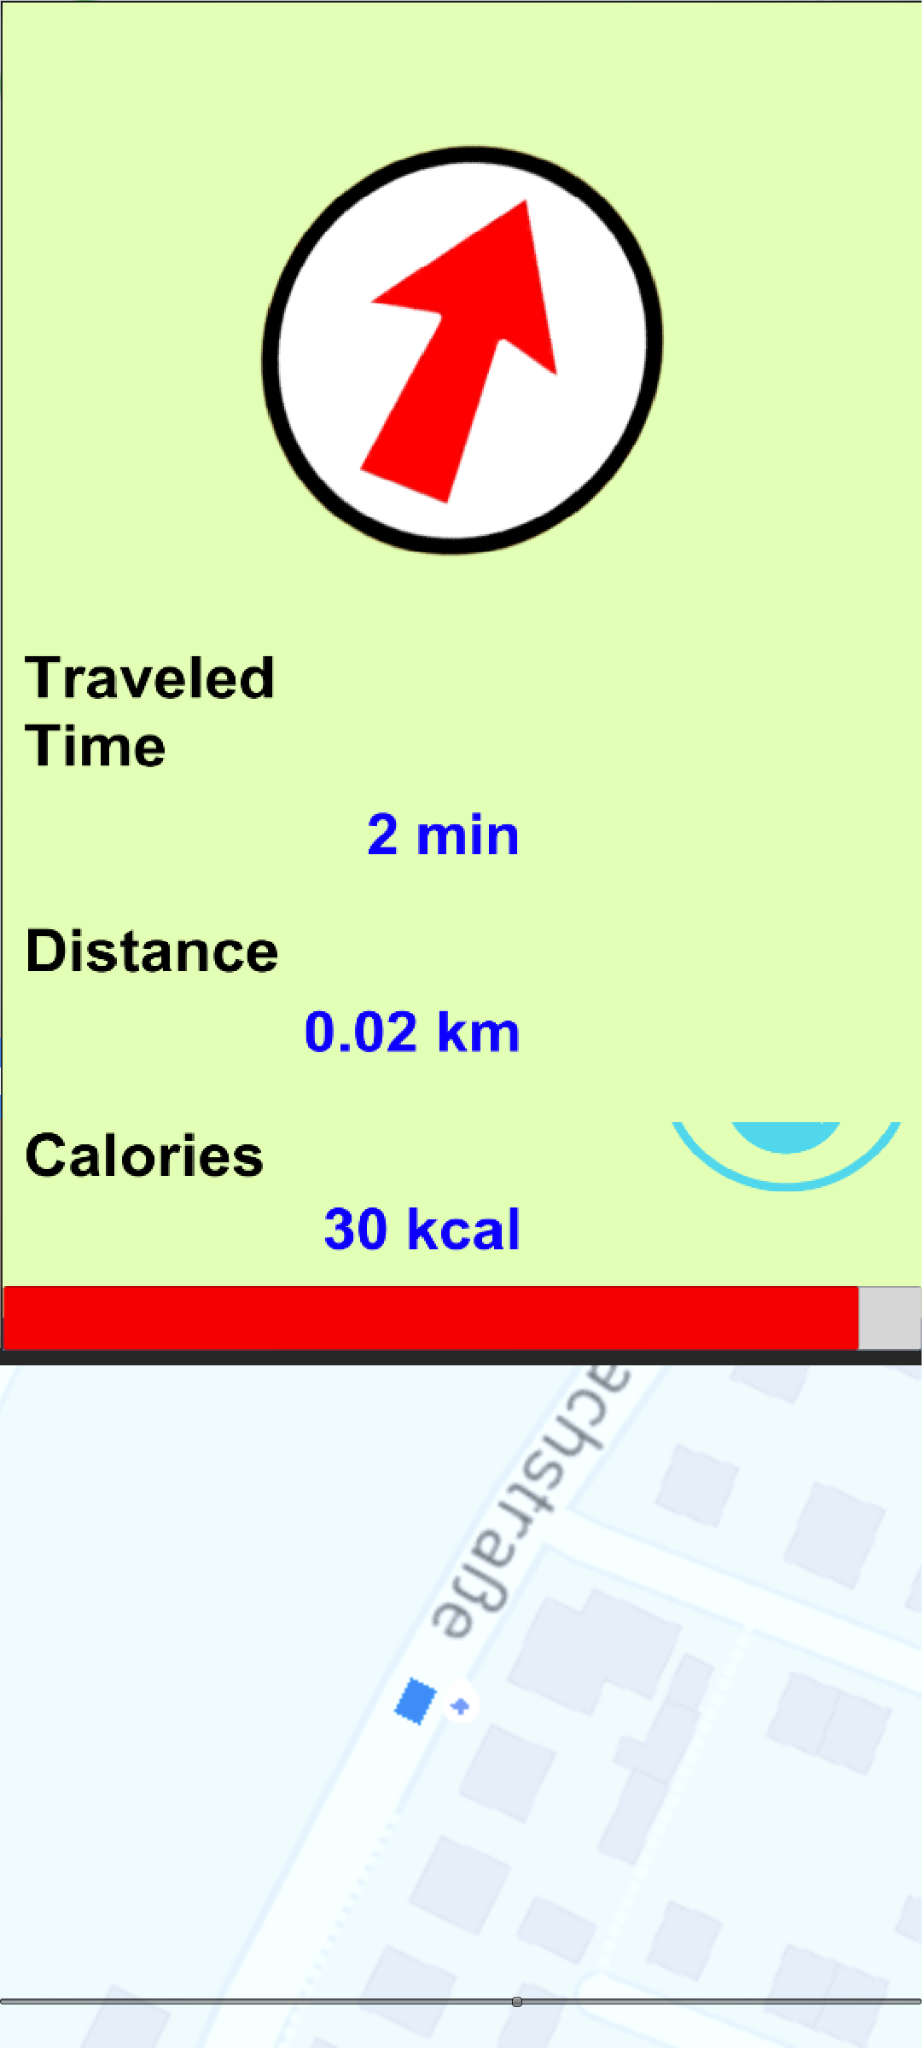 Traveled
Time
2 min
Distance
0.02 km
Calories
30 kcal
achstraße